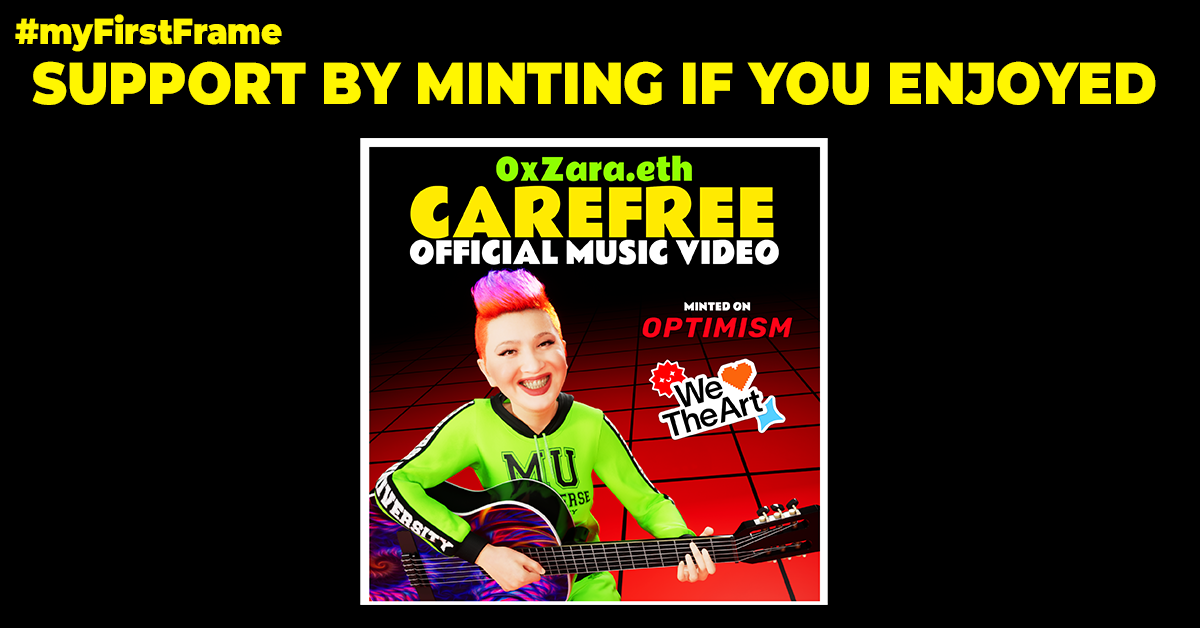 #myFirstFrame
SUPPORT BY MINTING IF YOU ENJOYED
0xZara.eth
CAREFREE
OFFICIAL MUSIC VIDEO
MINTED ON
OPTIMISM
We
TheArt
MU
VERSITY